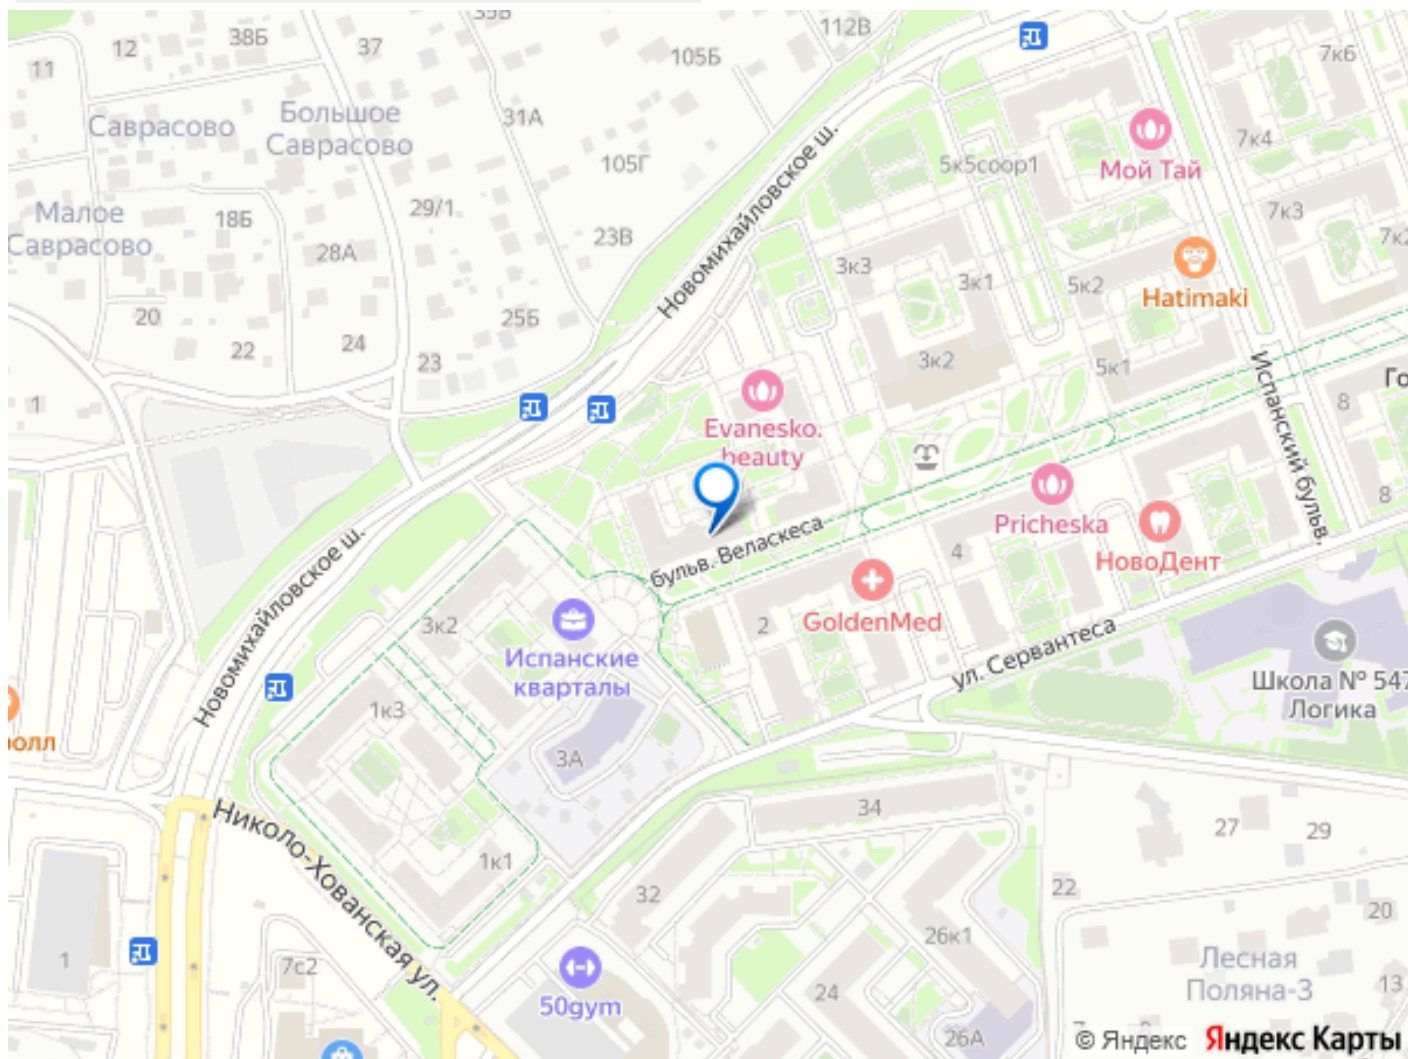 35В
112В
12
38Б
37
11
105Б
7к6
Большое
Саврасово
Саврасово
31А
7к4
5к5соор1
Мой Тай
105Г
Новомихайловское ш.
Малое
Саврасово
18Б
29/1
23В
7к3
28А
7к2
3к3
3к1
5к2
Hatimaki
20
25Б
22
24
23
3к2
5к1
Испанский бульв.
1
8
Evanesko.
beauty
8
Pricheska
НовоДент
бульв. Веласкеса
4
Новомихайловское ш.
3к2
2
GoldenMed
ул. Сервантеса
Испанские
кварталы
Школа № 547
Логика
1к3
3А
ролл
Николо-Хованская ул.
34
27
29
1к1
32
22
20
26к1
1
7с2
24
Лесная
Поляна-3
13
50gym
26А
© Яндекс Яндекс Карты